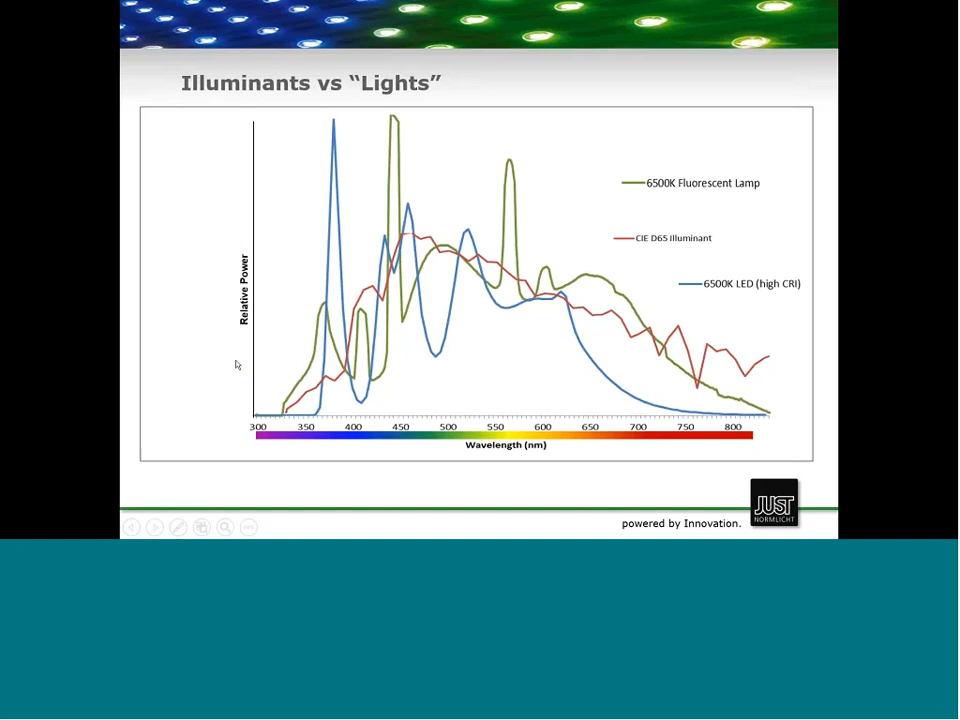 Illuminants vs “Lights”
6500K Fluorescent Lamp
CIE D65 Illuminant
6500K LED (high CRI)
Relative Power
300 350 400 450 500 550 600 650 700 750 800
Wavelength (nm)
JUST
NORMLICHT
powered by Innovation.